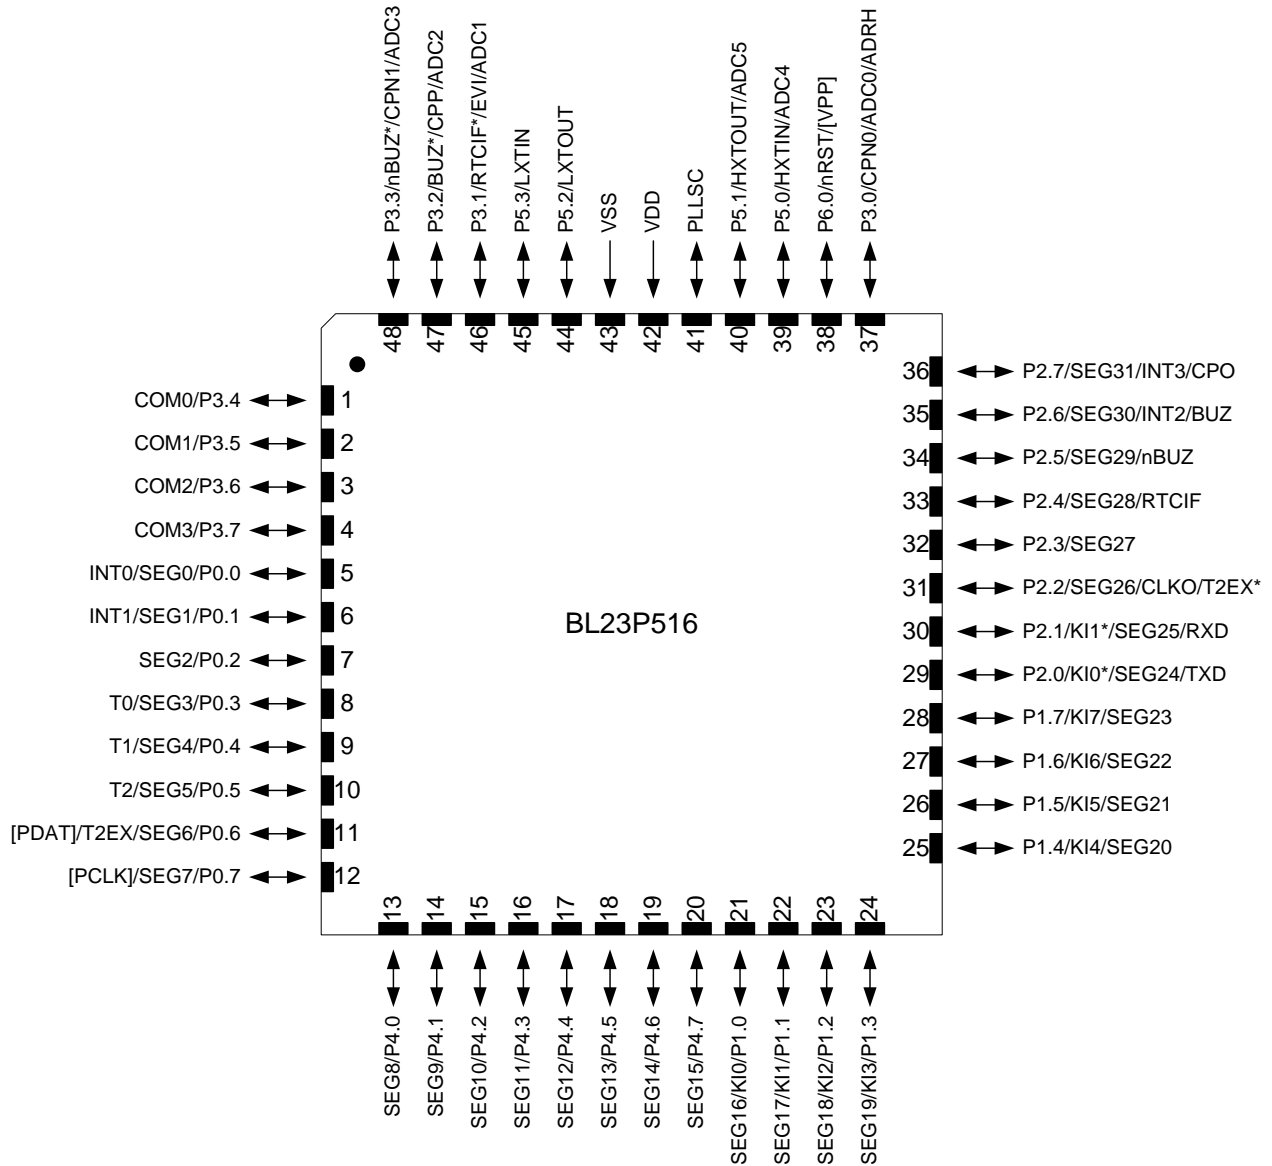 P3.3/nBUZ*/CPN1/ADC3
P3.2/BUZ*/CPP/ADC2
P3.1/RTCIF*/EVI/ADC1
P5.3/LXTIN
P5.2/LXTOUT
VSS
VDD
PLLSC
P5.1/HXTOUT/ADC5
P5.0/HXTIN/ADC4
P6.0/nRST/[VPP]
P3.0/CPN0/ADC0/ADRH
48
47
46
45
44
43
42
41
40
39
38
37
COM0/P3.4 1
COM1/P3.5 2
COM2/P3.6 3
COM3/P3.7 4
INT0/SEG0/P0.0 5
INT1/SEG1/P0.1 6
SEG2/P0.2 7
T0/SEG3/P0.3 8
T1/SEG4/P0.4 9
T2/SEG5/P0.5 10
[PDAT]/T2EX/SEG6/P0.6 11
[PCLK]/SEG7/P0.7 12
BL23P516
36 P2.7/SEG31/INT3/CPO
35 P2.6/SEG30/INT2/BUZ
34 P2.5/SEG29/nBUZ
33 P2.4/SEG28/RTCIF
32 P2.3/SEG27
31 P2.2/SEG26/CLKO/T2EX*
30 P2.1/KI1*/SEG25/RXD
29 P2.0/KI0*/SEG24/TXD
28 P1.7/KI7/SEG23
27 P1.6/KI6/SEG22
26 P1.5/KI5/SEG21
25 P1.4/KI4/SEG20
13
14
15
16
17
18
19
20
21
22
23
24
SEG8/P4.0
SEG9/P4.1
SEG10/P4.2
SEG11/P4.3
SEG12/P4.4
SEG13/P4.5
SEG14/P4.6
SEG15/P4.7
SEG16/KI0/P1.0
SEG17/KI1/P1.1
SEG18/KI2/P1.2
SEG19/KI3/P1.3